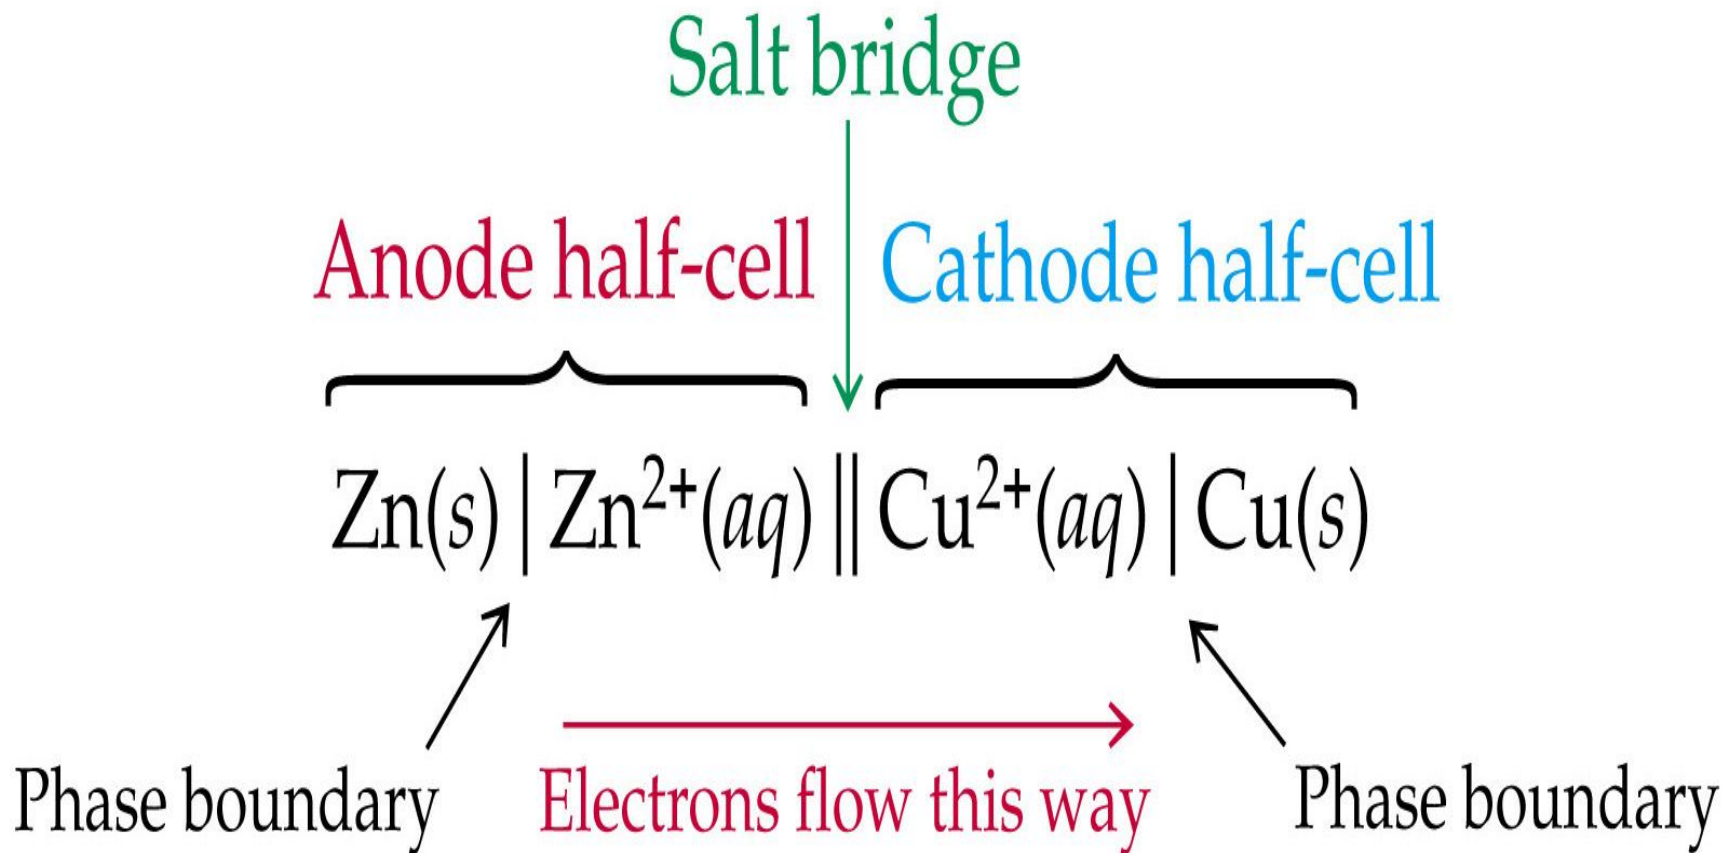 Salt bridge
Anode half-cell Cathode half-cell
Zn(s) | Zn²⁺(aq) || Cu²⁺(aq) | Cu(s)
Phase boundary Electrons flow this way Phase boundary